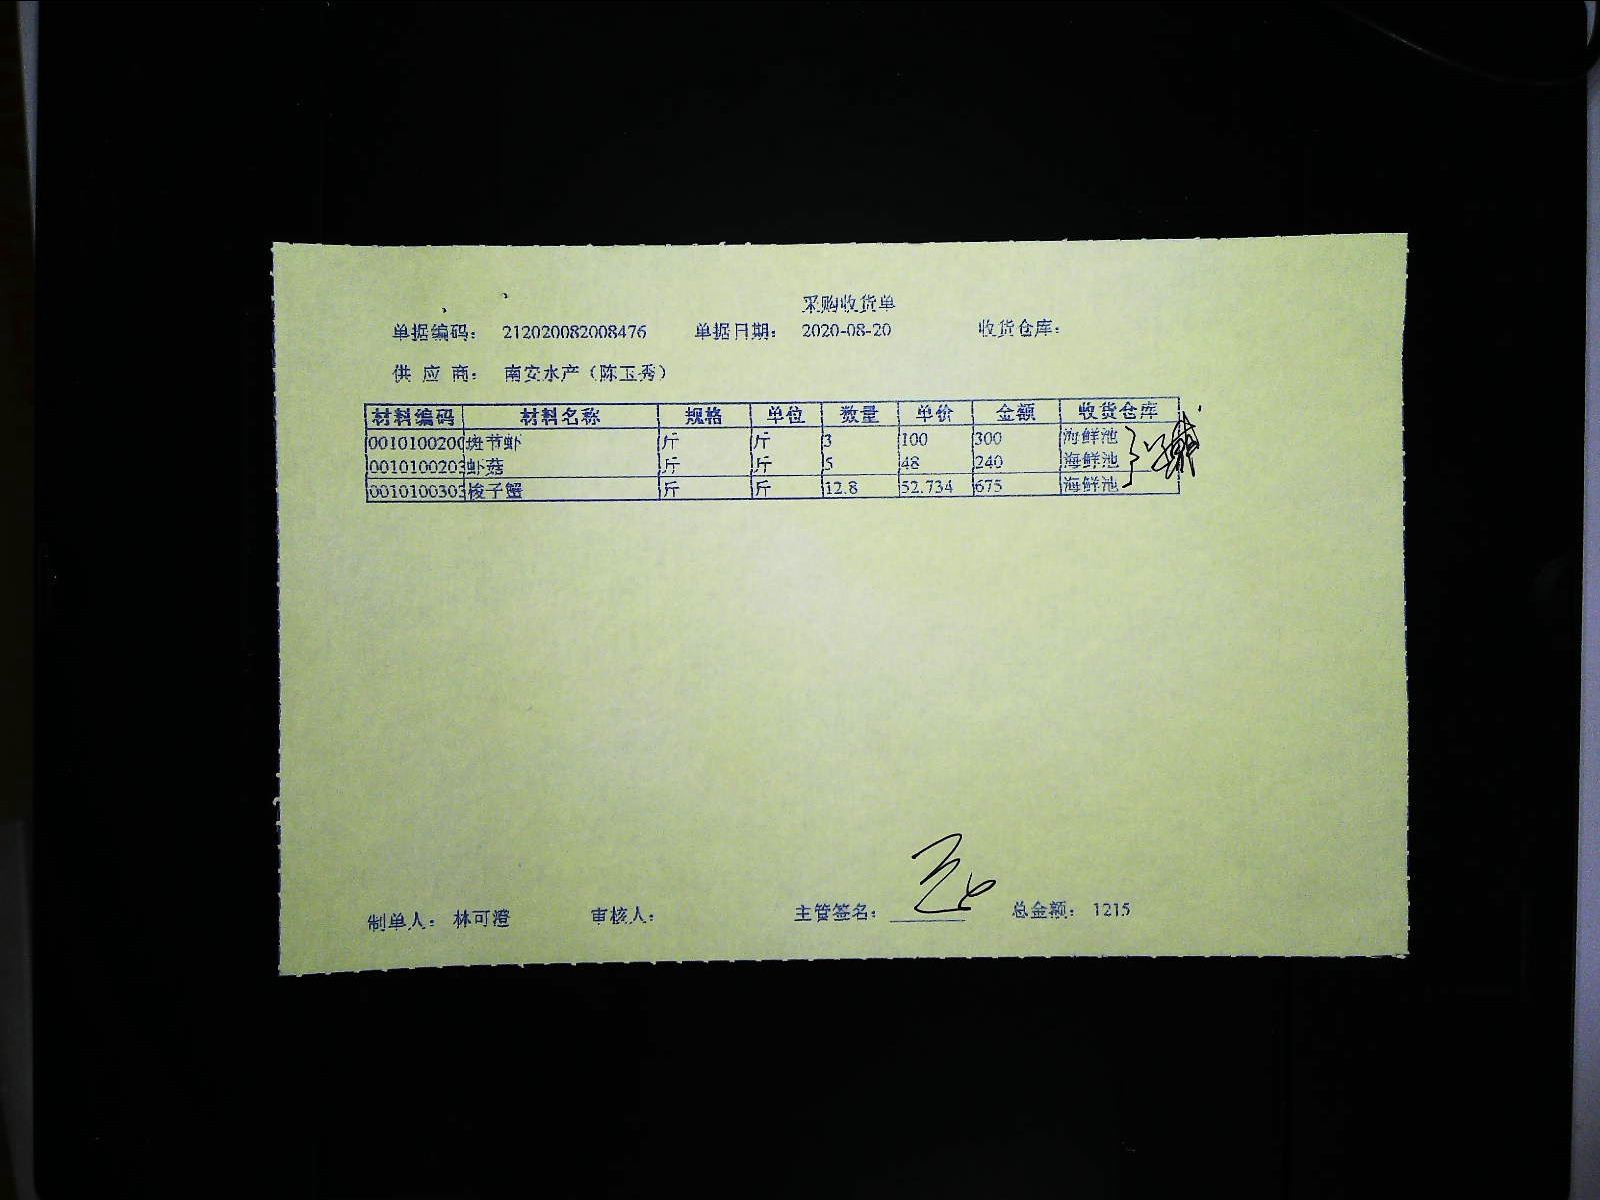 采购收货单
单据编码： 212020082008476 单据日期： 2020-08-20 收货仓库：
供 应 商： 南安水产（陈玉秀）
材料编码 材料名称 规格 单位 数量 单价 金额 收货仓库
0010100200 斑节虾 斤 斤 3 100 300 海鲜池
0010100203 虾菇 斤 斤 5 48 240 海鲜池
0010100303 梭子蟹 斤 斤 12.8 52.734 675 海鲜池
制单人： 林可澄 审核人： 主管签名： 总金额： 1215